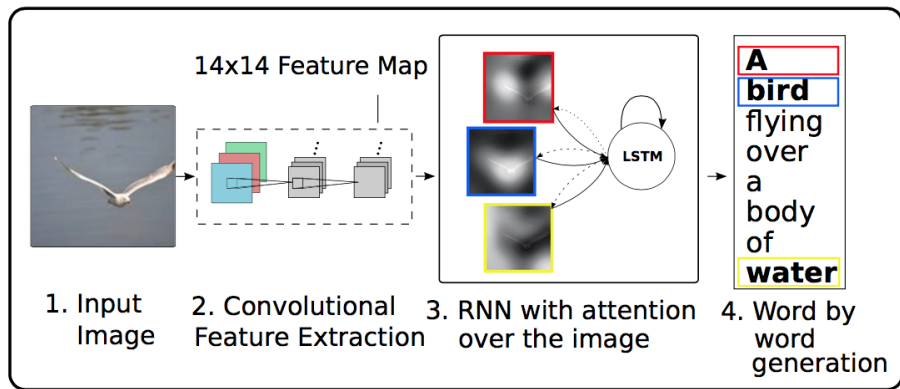 14x14 Feature Map
LSTM
A
bird
flying
over
a
body
of
water
1. Input
Image
2. Convolutional
Feature Extraction
3. RNN with attention
over the image
4. Word by
word
generation